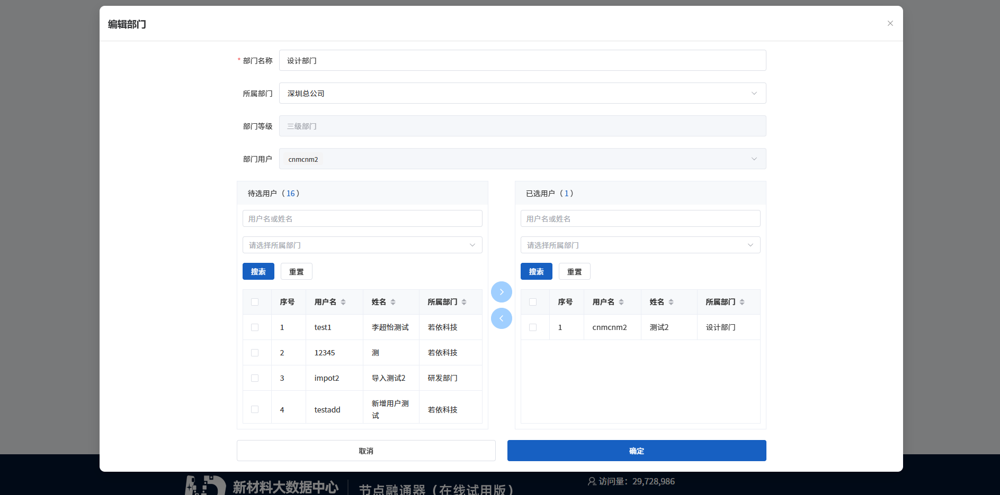 编辑部门
* 部门名称 设计部门
所属部门 深圳总公司
部门等级 三级部门
部门用户 cnmcnm2
待选用户（ 16 ）
用户名或姓名
请选择所属部门
搜索 重置
序号 用户名 姓名 所属部门
1 test1 李超怡测试 若依科技
2 12345 测 若依科技
3 impot2 导入测试2 研发部门
4 testadd 新增用户测
试 若依科技
已选用户（ 1 ）
用户名或姓名
请选择所属部门
搜索 重置
序号 用户名 姓名 所属部门
1 cnmcnm2 测试2 设计部门
取消 确定
新材料大数据中心 节点融通器（在线试用版）
访问量：29,728,986